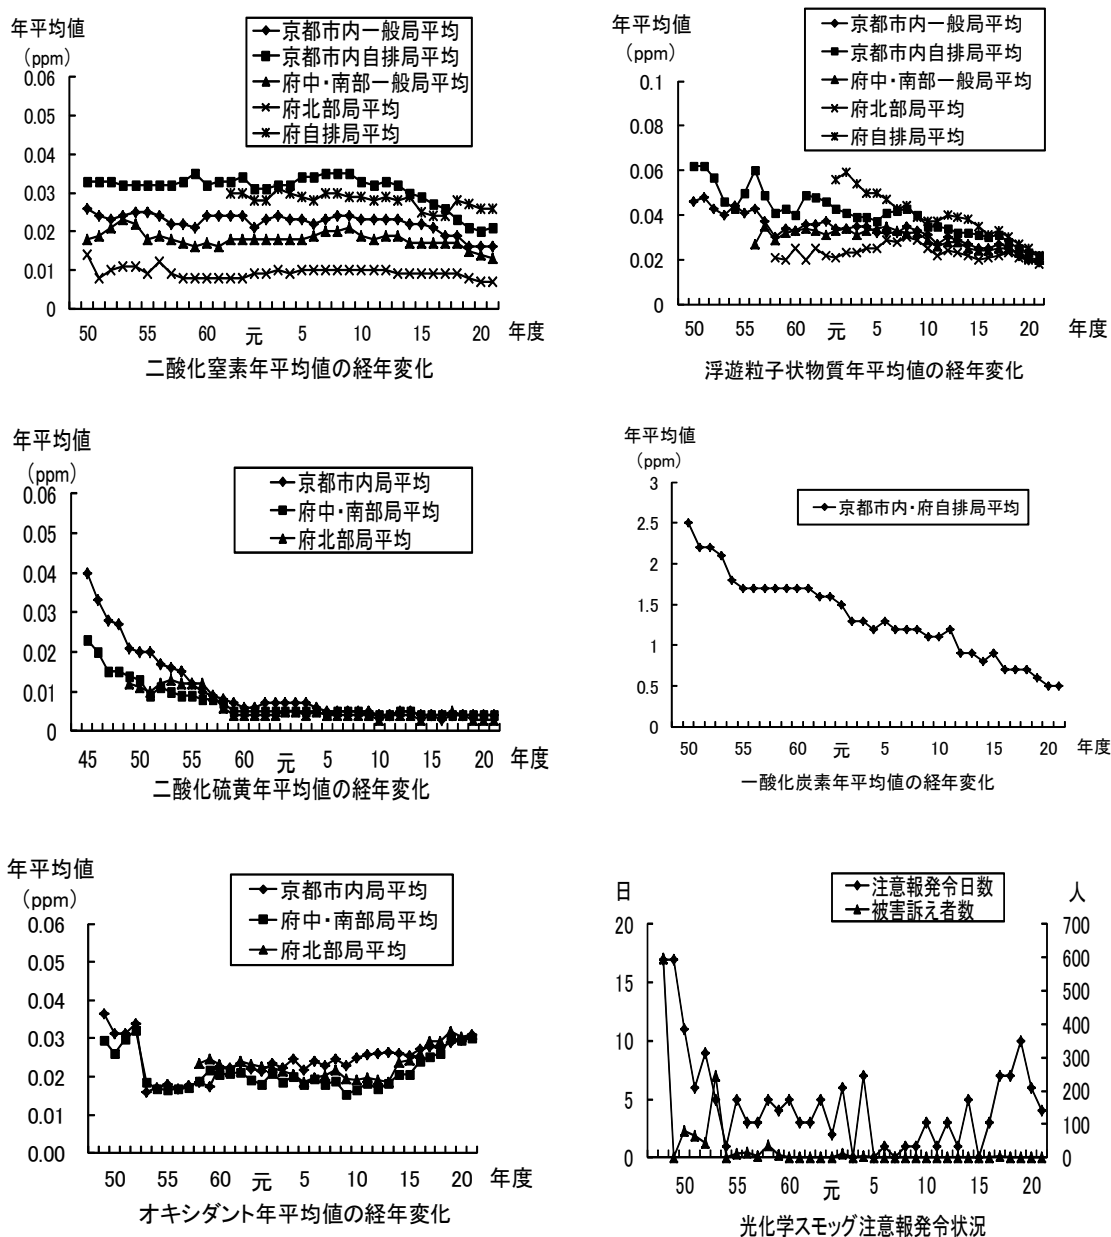 年平均値
（ppm）
京都市内一般局平均
京都市内自排局平均
府中・南部一般局平均
府北部局平均
府自排局平均
0.06
0.05
0.04
0.03
0.02
0.01
0
50 55 60 元 5 10 15 20 年度
二酸化窒素年平均値の経年変化
年平均値
（ppm）
京都市内一般局平均
京都市内自排局平均
府中・南部一般局平均
府北部局平均
府自排局平均
0.1
0.08
0.06
0.04
0.02
0
50 55 60 元 5 10 15 20 年度
浮遊粒子状物質年平均値の経年変化
年平均値
（ppm）
京都市内局平均
府中・南部局平均
府北部局平均
0.06
0.05
0.04
0.03
0.02
0.01
0
45 50 55 60 元 5 10 15 20 年度
二酸化硫黄年平均値の経年変化
年平均値
（ppm）
京都市内・府自排局平均
3
2.5
2
1.5
1
0.5
0
50 55 60 元 5 10 15 20 年度
一酸化炭素年平均値の経年変化
年平均値
（ppm）
京都市内局平均
府中・南部局平均
府北部局平均
0.06
0.05
0.04
0.03
0.02
0.01
0.00
50 55 60 元 5 10 15 20 年度
オキシダント年平均値の経年変化
日
注意報発令日数
被害訴え者数
人
20
15
10
5
0
700
600
500
400
300
200
100
0
50 55 60 元 5 10 15 20 年度
光化学スモッグ注意報発令状況